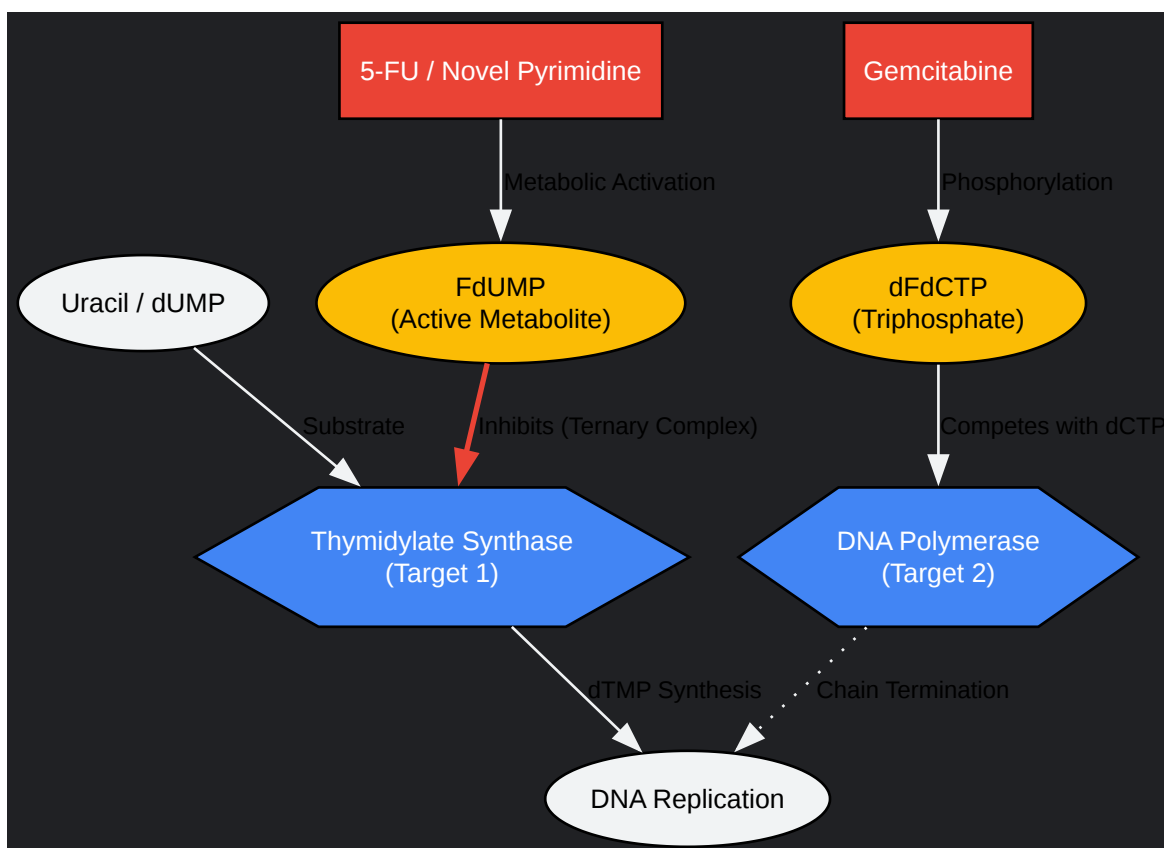 5-FU / Novel Pyrimidine
Gemcitabine
Metabolic Activation
Phosphorylation
Uracil / dUMP
FdUMP
(Active Metabolite)
dFdCTP
(Triphosphate)
Substrate
Inhibits (Ternary Complex)
Competes with dCTP
Thymidylate Synthase
(Target 1)
DNA Polymerase
(Target 2)
dTMP Synthesis
Chain Termination
DNA Replication